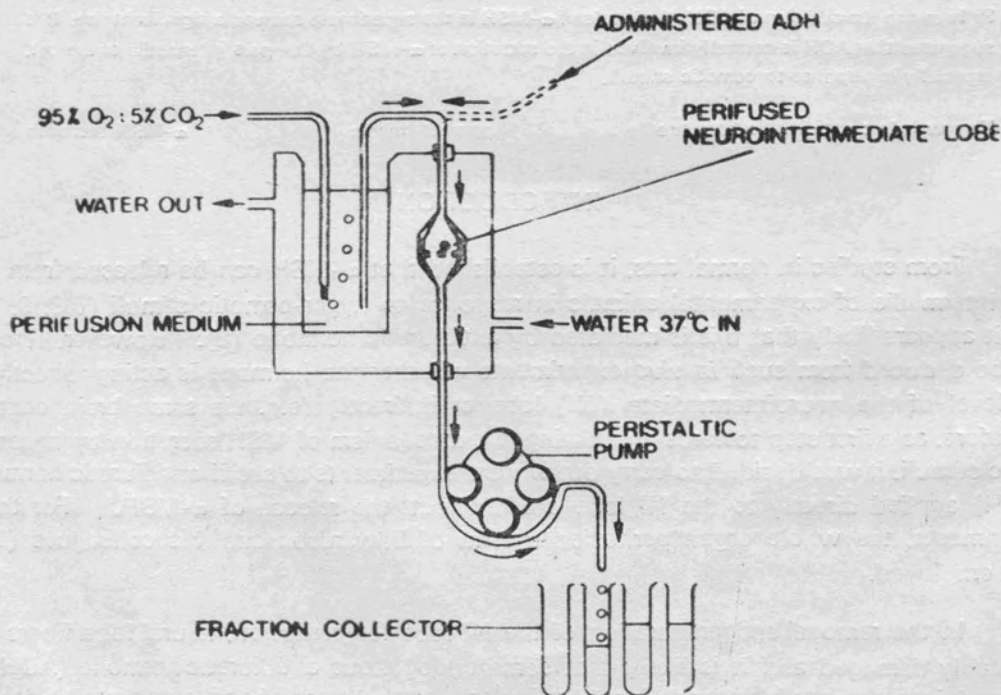 ADMINISTERED ADH
95% O₂ : 5% CO₂
PERIFUSED
NEUROINTERMEDIATE LOBE
WATER OUT
PERIFUSION MEDIUM
WATER 37°C IN
PERISTALTIC
PUMP
FRACTION COLLECTOR